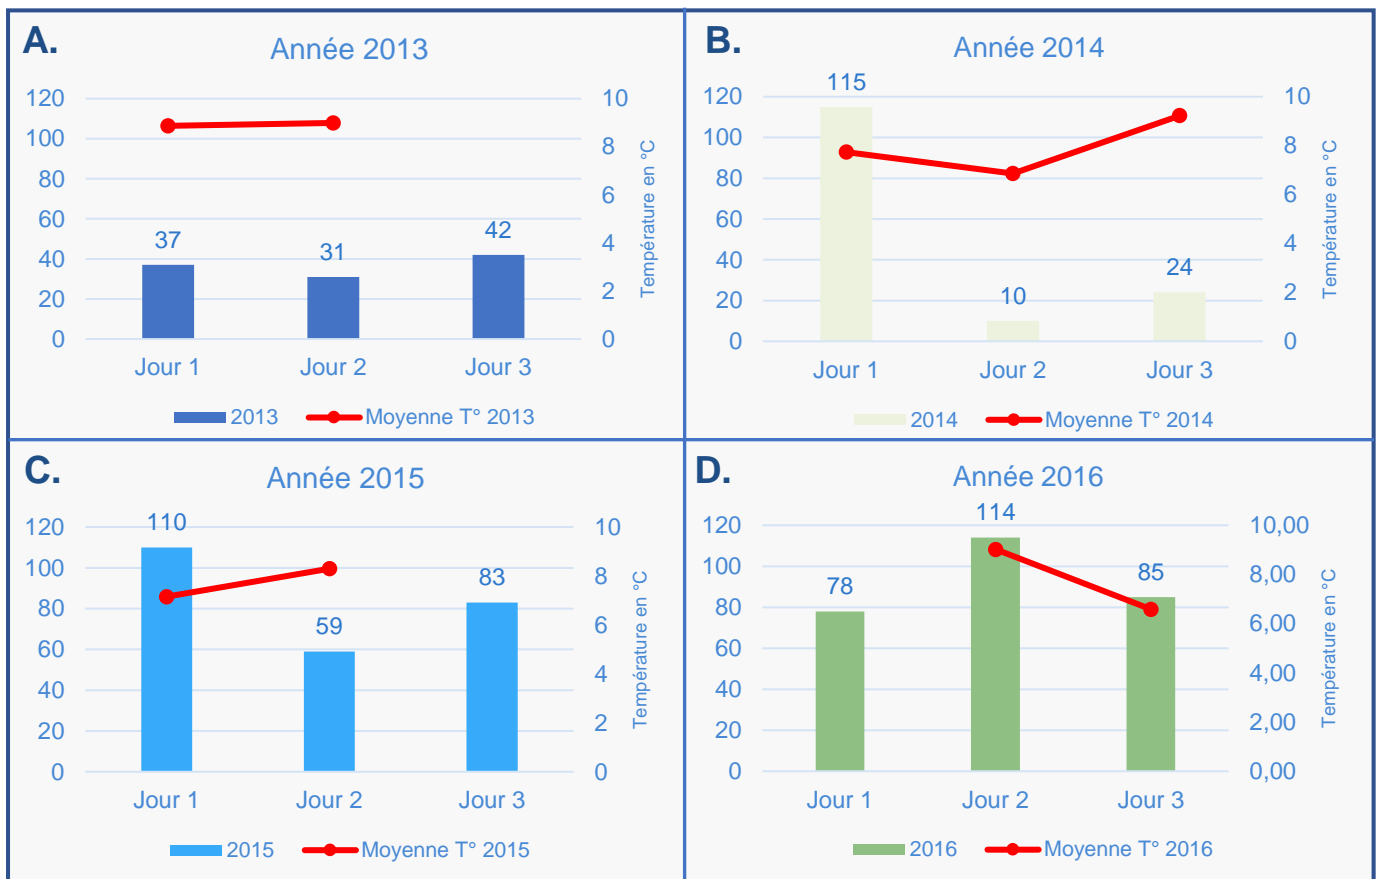 A.
Année 2013
120
100
80
60
40
20
0
10
8
6
4
2
0
Température en °C
37
31
42
Jour 1
Jour 2
Jour 3
2013
Moyenne T° 2013
B.
Année 2014
120
100
80
60
40
20
0
10
8
6
4
2
0
Température en °C
115
10
24
Jour 1
Jour 2
Jour 3
2014
Moyenne T° 2014
C.
Année 2015
120
100
80
60
40
20
0
10
8
6
4
2
0
Température en °C
110
59
83
Jour 1
Jour 2
Jour 3
2015
Moyenne T° 2015
D.
Année 2016
120
100
80
60
40
20
0
10,00
8,00
6,00
4,00
2,00
0,00
Température en °C
78
114
85
Jour 1
Jour 2
Jour 3
2016
Moyenne T° 2016